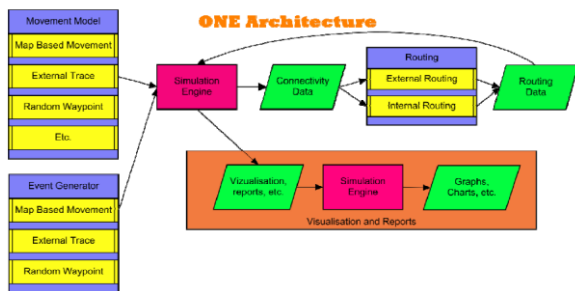 ONE Architecture
Movement Model
Map Based Movement
External Trace
Random Waypoint
Etc.
Event Generator
Map Based Movement
External Trace
Random Waypoint
Simulation
Engine
Connectivity
Data
Routing
External Routing
Internal Routing
Routing
Data
Vizualisation,
reports, etc.
Simulation
Engine
Graphs,
Charts, etc.
Visualisation and Reports